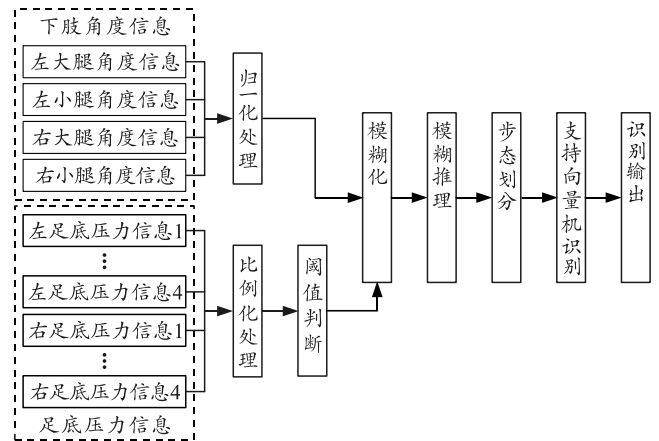 下肢角度信息
左大腿角度信息
左小腿角度信息
右大腿角度信息
右小腿角度信息
归一化处理
左足底压力信息1
⋮
左足底压力信息4
右足底压力信息1
⋮
右足底压力信息4
足底压力信息
比例化处理
阈值判断
模糊化
模糊推理
步态划分
支持向量机识别
识别输出